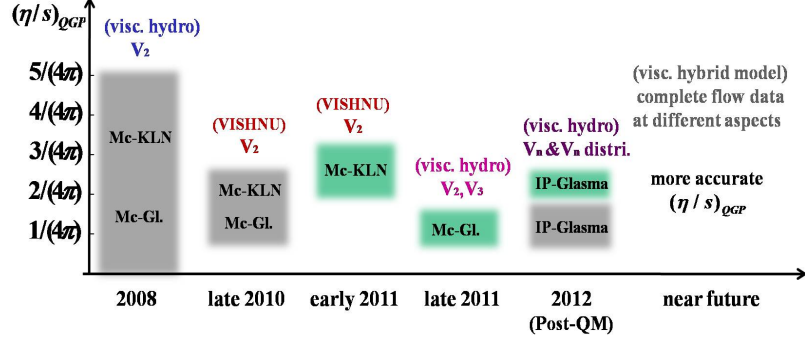 (η/s)QGP
5/(4π)
4/(4π)
3/(4π)
2/(4π)
1/(4π)
(visc. hydro)
V2
Mc-KLN
Mc-Gl.
(VISHNU)
V2
Mc-KLN
Mc-Gl.
(VISHNU)
V2
Mc-KLN
(visc. hydro)
V2,V3
Mc-Gl.
(visc. hydro)
Vn &Vn distri.
IP-Glasma
IP-Glasma
(visc. hybrid model)
complete flow data
at different aspects
more accurate
(η/s)QGP
2008
late 2010
early 2011
late 2011
2012
(Post-QM)
near future